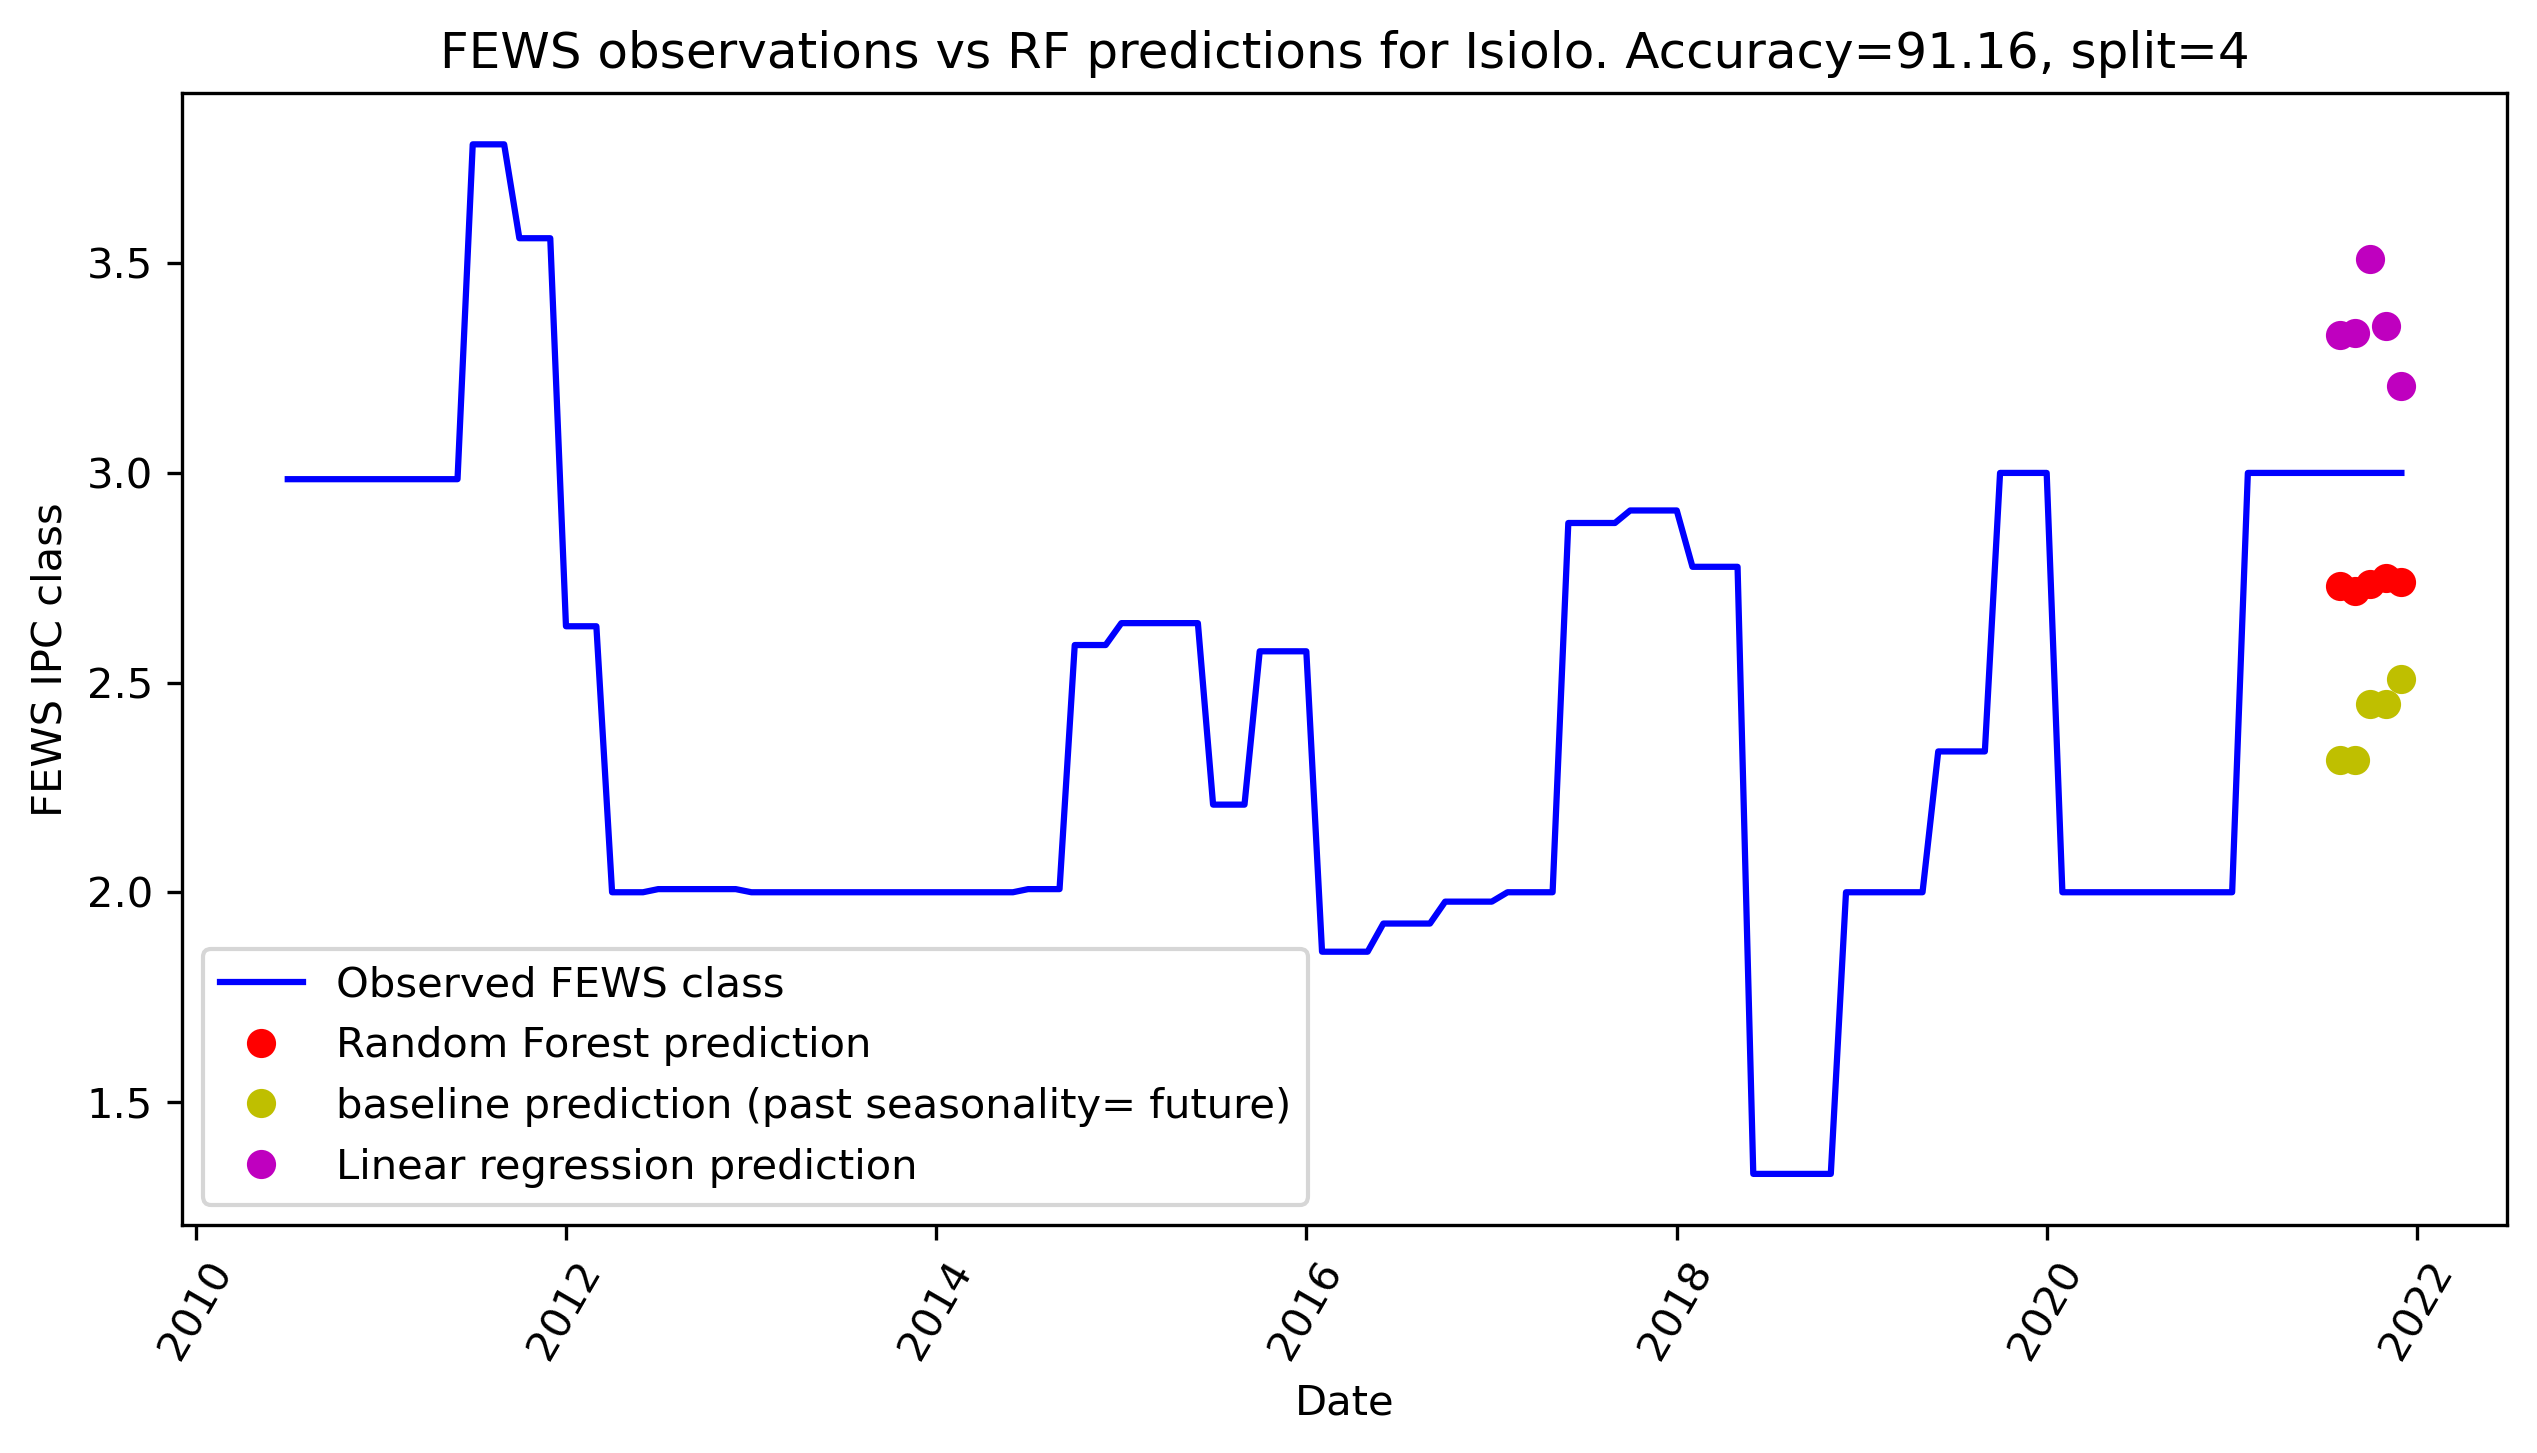 FEWS observations vs RF predictions for Isiolo. Accuracy=91.16, split=4
FEWS IPC class
3.5
3.0
2.5
2.0
1.5
Observed FEWS class
Random Forest prediction
baseline prediction (past seasonality= future)
Linear regression prediction
2010
2012
2014
2016
2018
2020
2022
Date